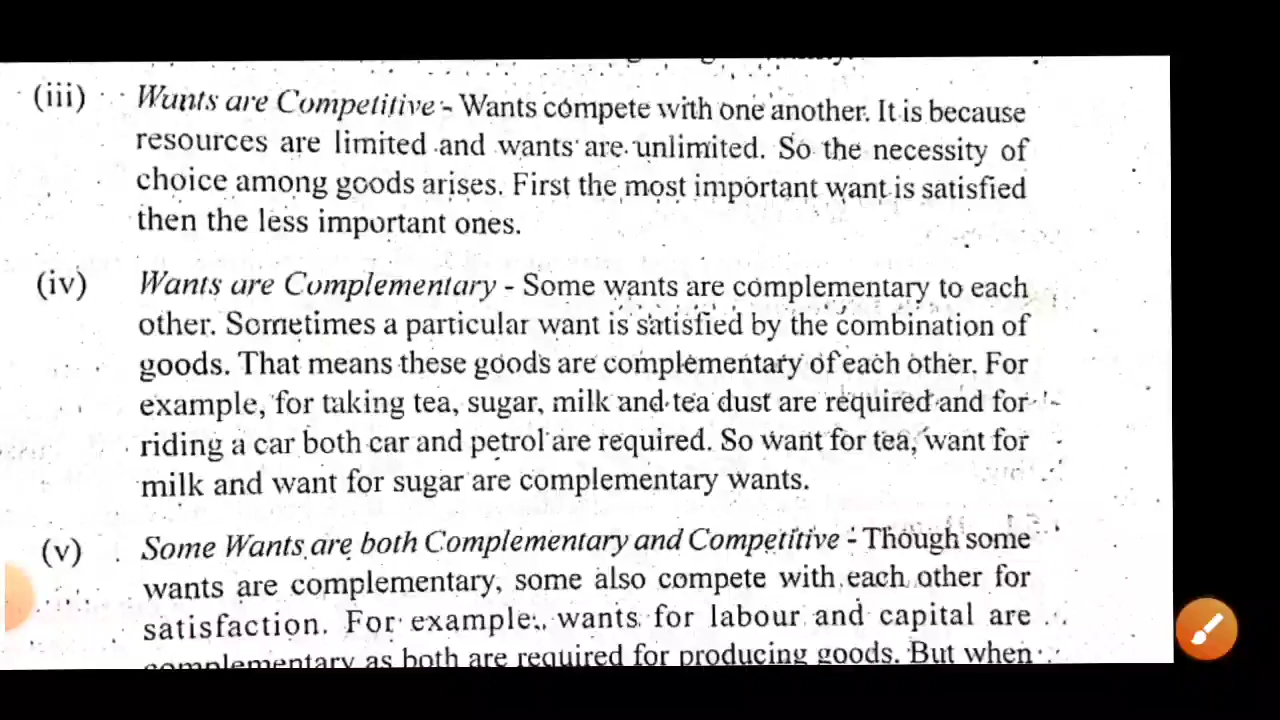 (iii) Wants are Competitive - Wants compete with one another. It is because
resources are limited and wants are unlimited. So the necessity of
choice among goods arises. First the most important want is satisfied
then the less important ones.
(iv) Wants are Complementary - Some wants are complementary to each
other. Sometimes a particular want is satisfied by the combination of
goods. That means these goods are complementary of each other. For
example, for taking tea, sugar, milk and tea dust are required and for
riding a car both car and petrol are required. So want for tea, want for
milk and want for sugar are complementary wants.
(v) Some Wants are both Complementary and Competitive - Though some
wants are complementary, some also compete with each other for
satisfaction. For example, wants for labour and capital are
complementary as both are required for producing goods. But when